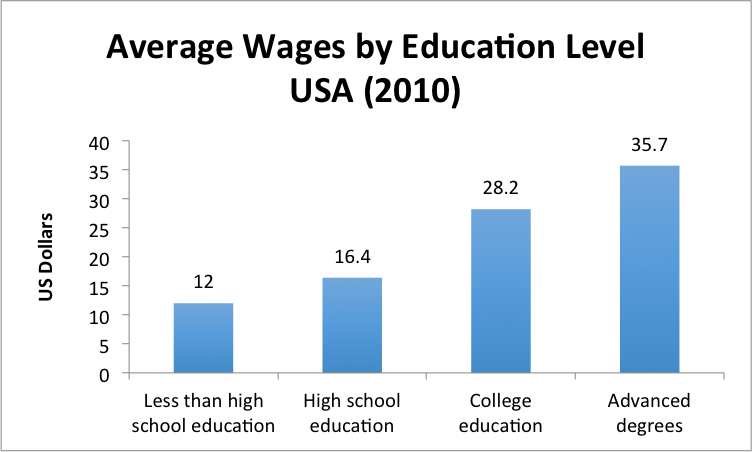 Average Wages by Education Level
USA (2010)
40
35
30
25
20
15
10
5
0
US Dollars
12
16.4
28.2
35.7
Less than high
school education
High school
education
College
education
Advanced
degrees